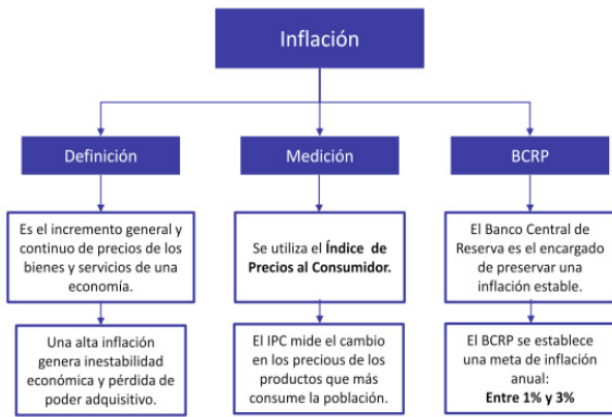 Inflación
Definición
Medición
BCRP
Es el incremento general y
continuo de precios de los
bienes y servicios de una
economía.
Se utiliza el Índice de
Precios al Consumidor.
El Banco Central de
Reserva es el encargado
de preservar una
inflación estable.
Una alta inflación
genera inestabilidad
económica y pérdida de
poder adquisitivo.
El IPC mide el cambio
en los precious de los
productos que más
consume la población.
El BCRP se establece
una meta de inflación
anual:
Entre 1% y 3%